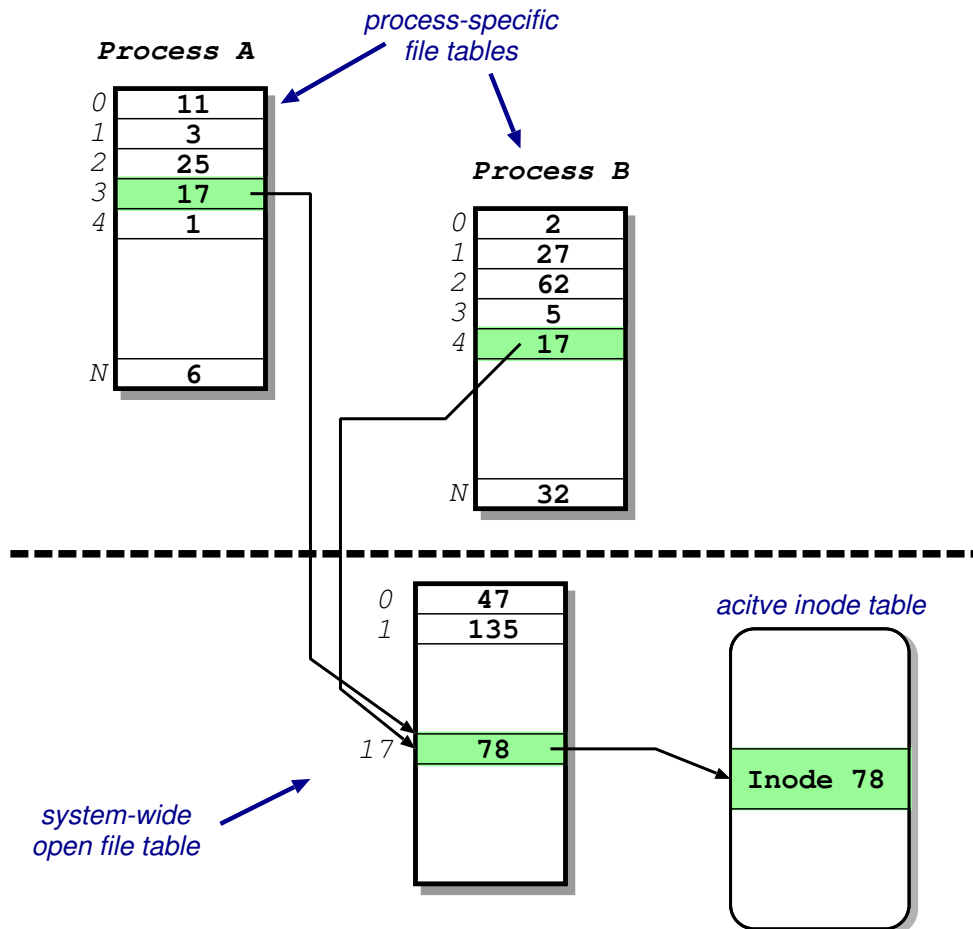 process-specific
file tables
Process A
0 11
1 3
2 25
3 17
4 1
N 6
Process B
0 2
1 27
2 62
3 5
4 17
N 32
0 47
1 135
17 78
system-wide
open file table
acitve inode table
Inode 78